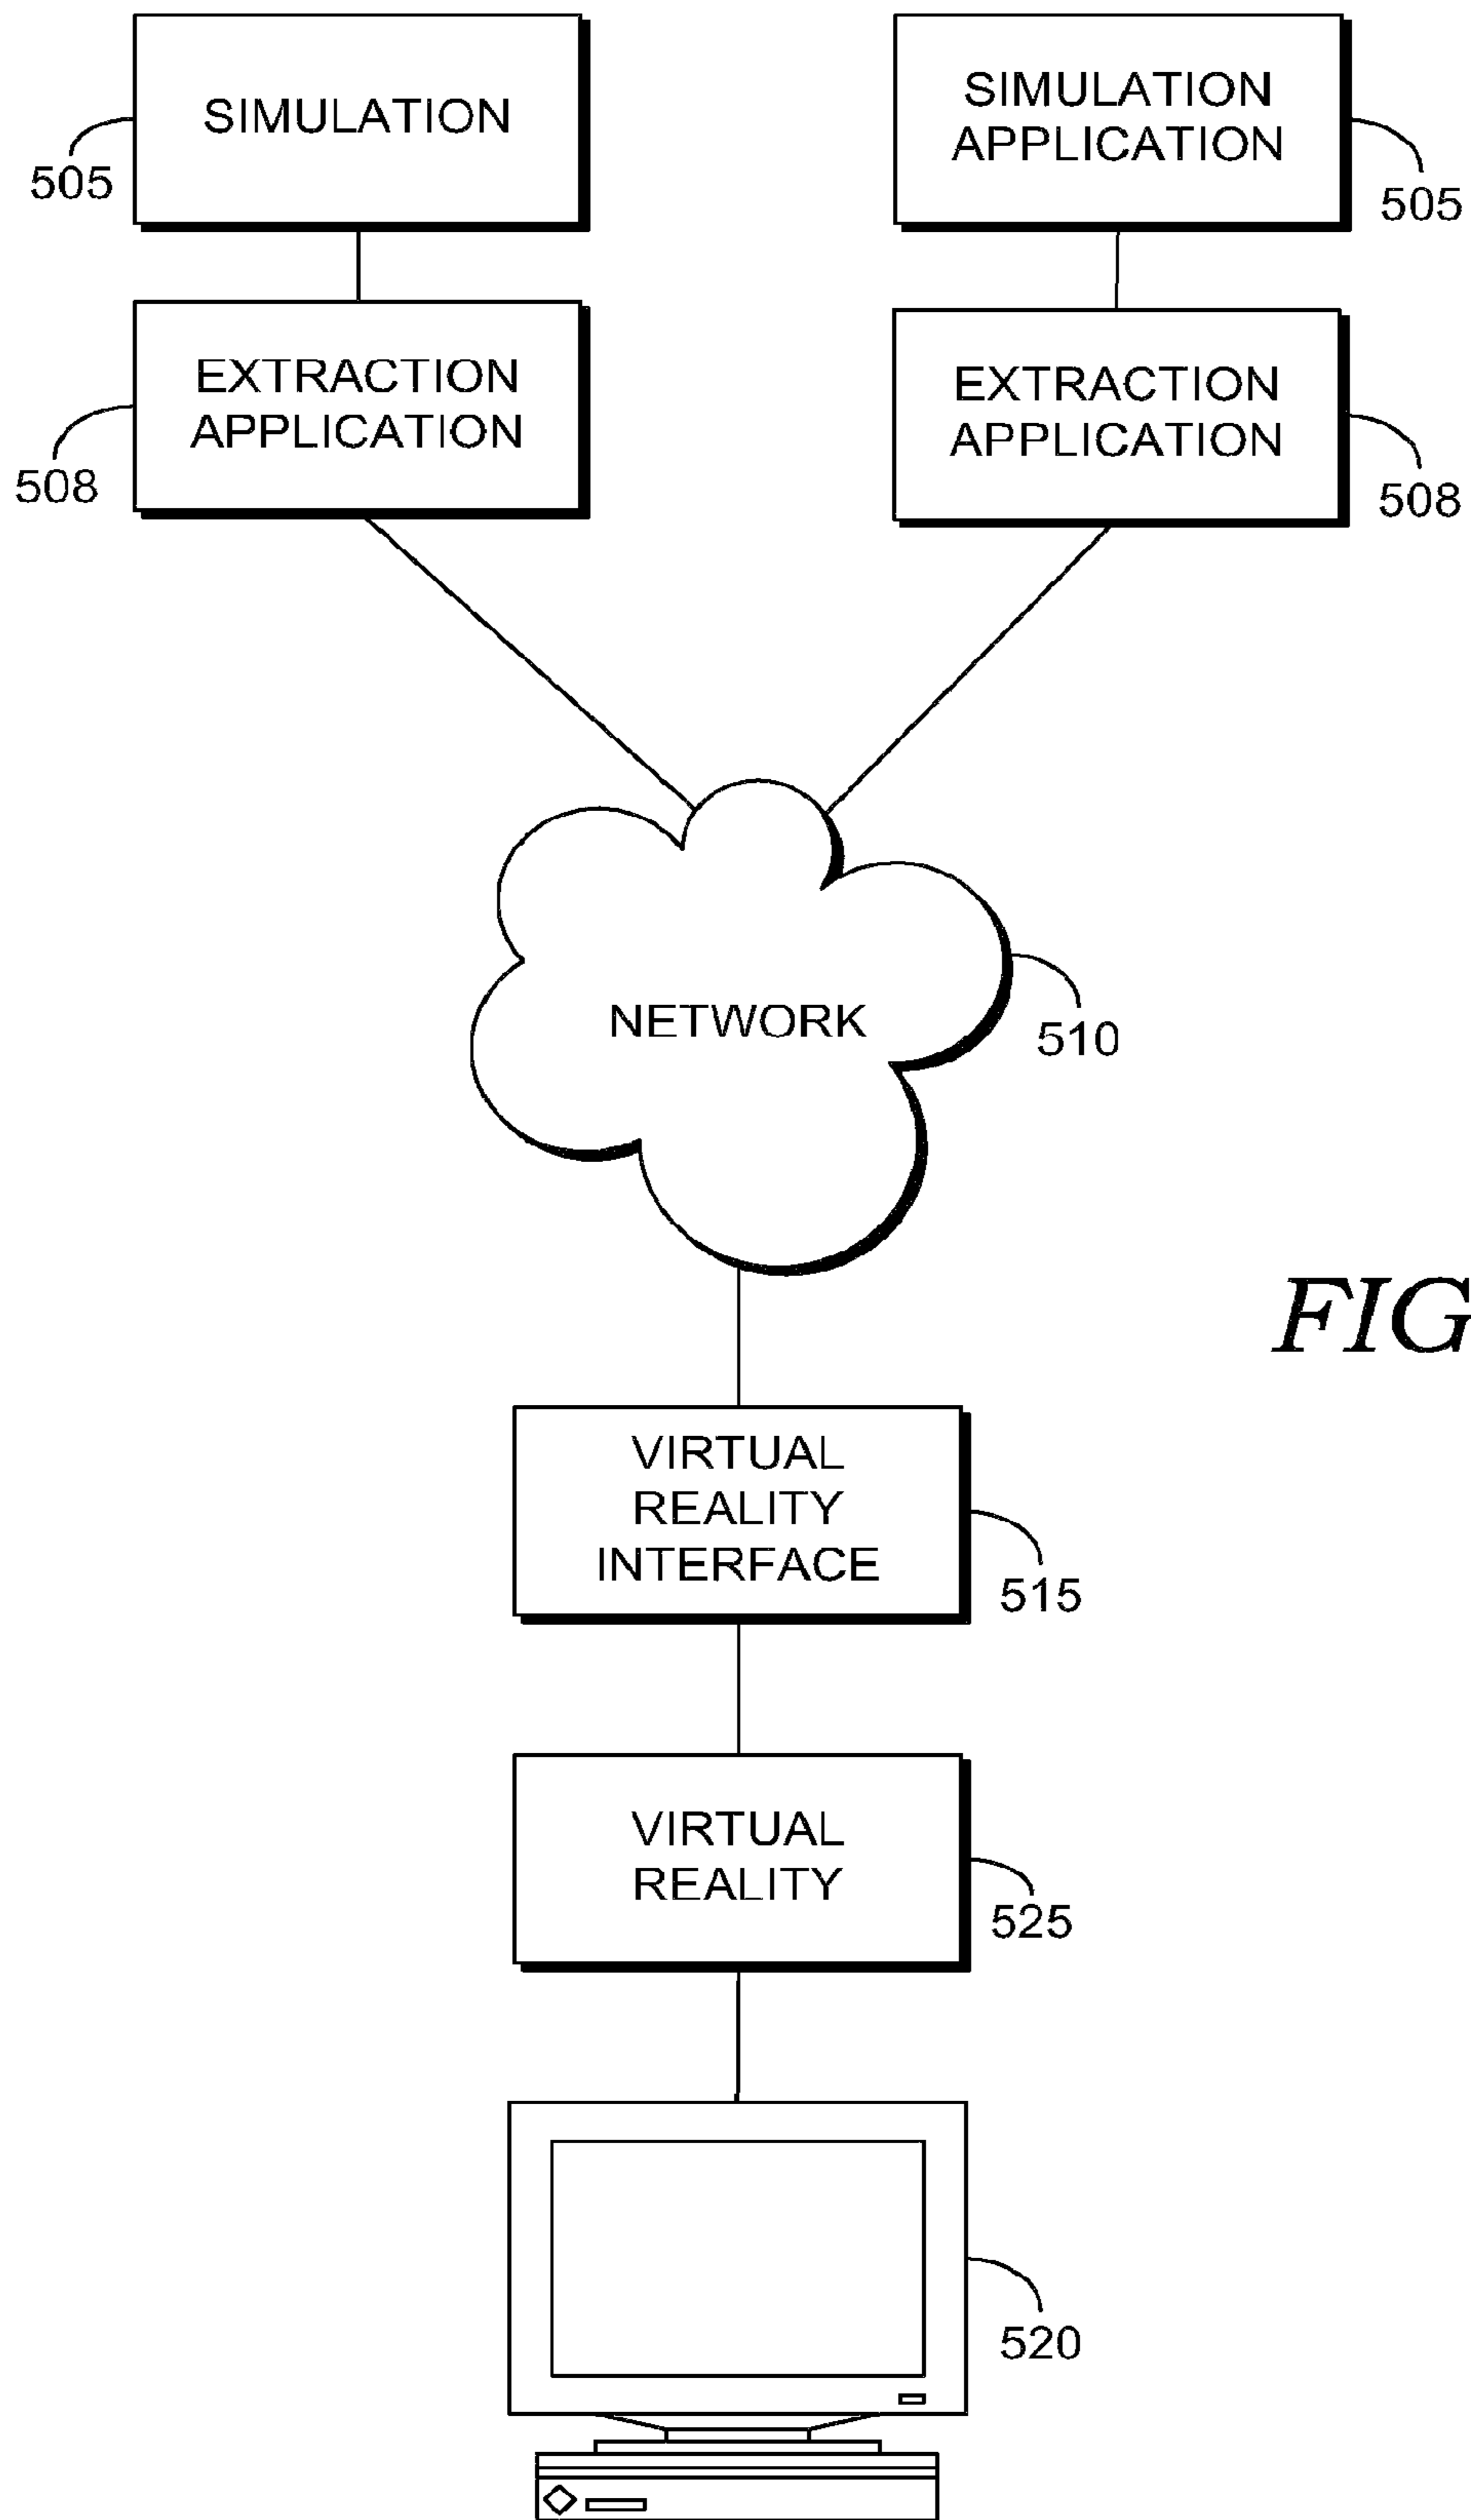 SIMULATION
505
SIMULATION
APPLICATION
505
EXTRACTION
APPLICATION
508
EXTRACTION
APPLICATION
508
NETWORK
510
FIG
VIRTUAL
REALITY
INTERFACE
515
VIRTUAL
REALITY
525
520